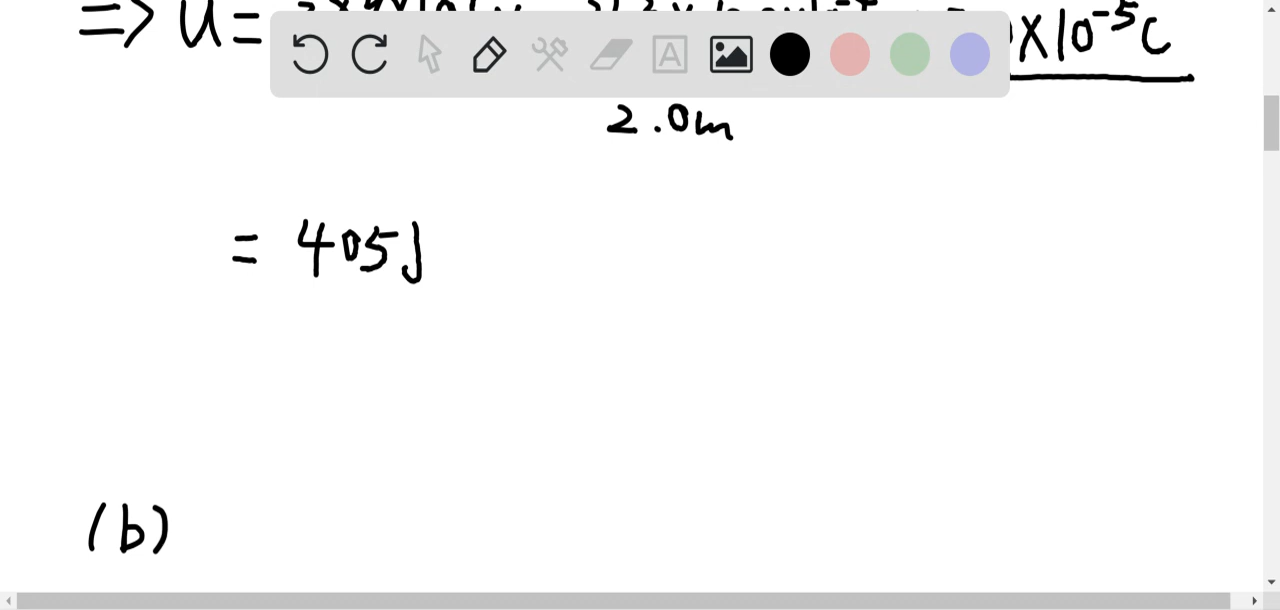 => U= x10⁻⁵C
2.0m
= 405J
A
(b)